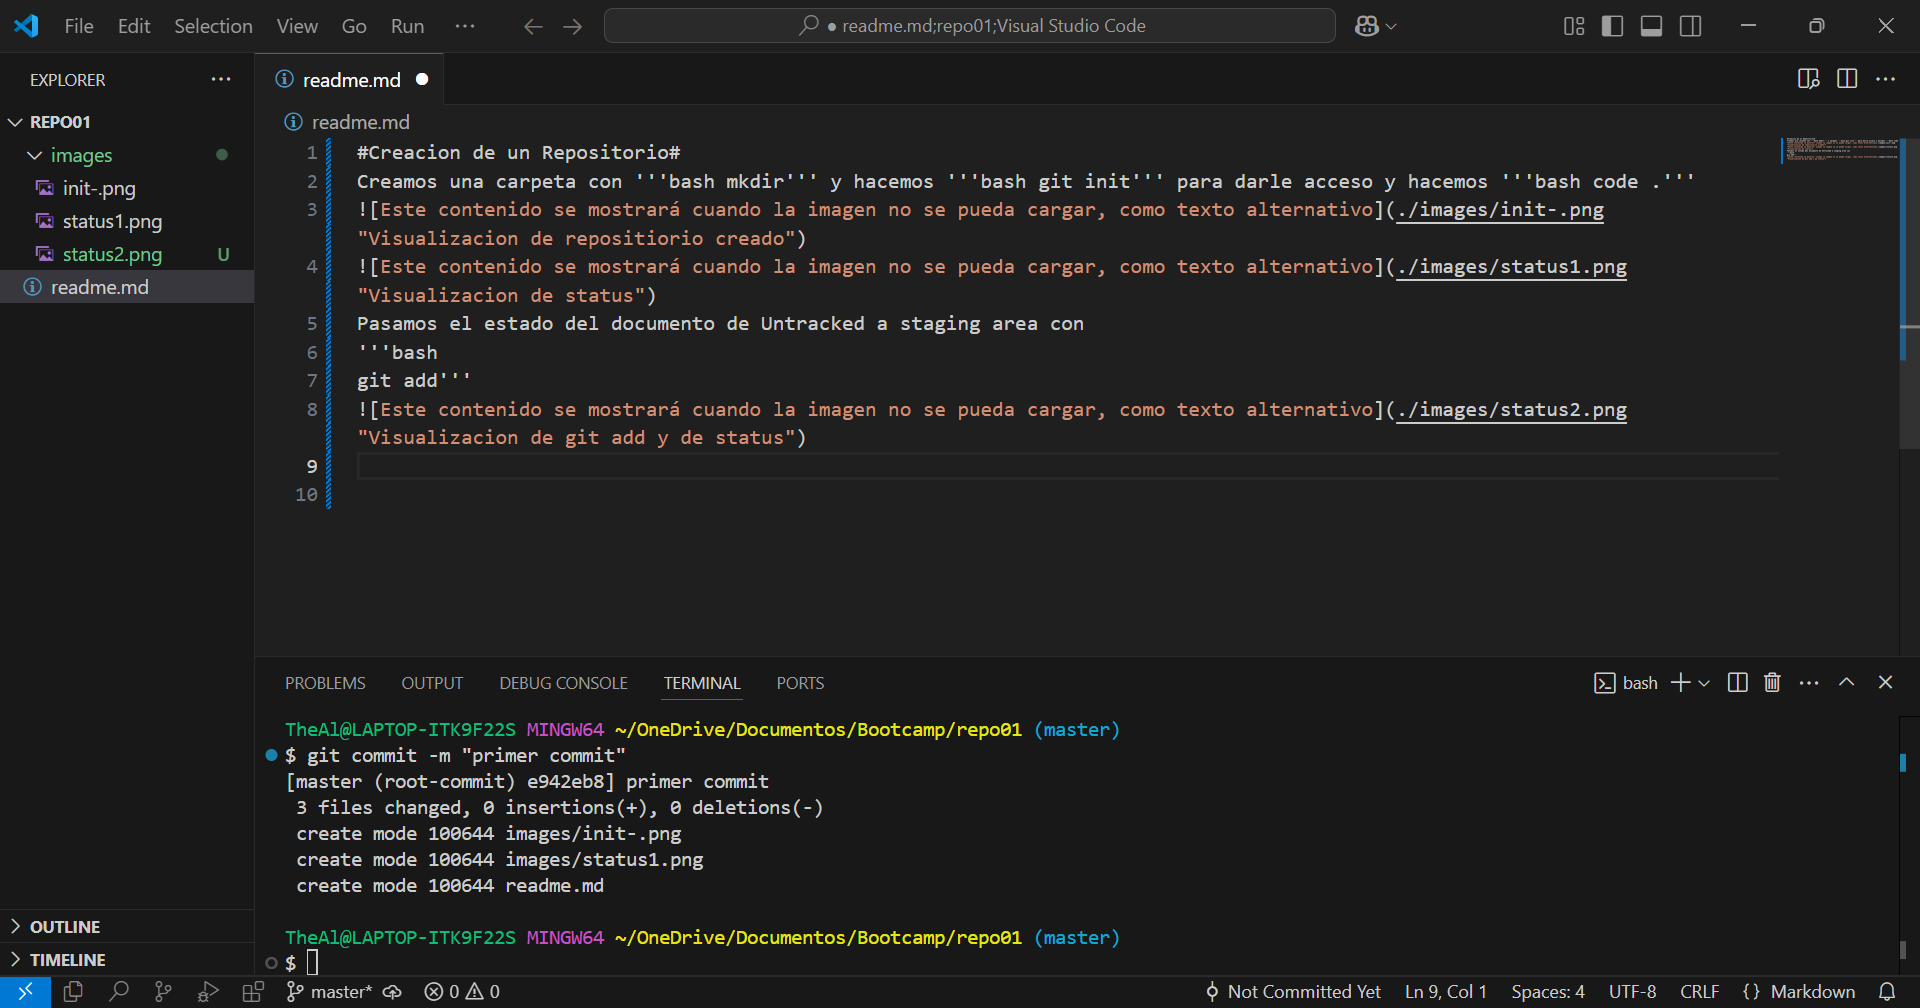 File Edit Selection View Go Run ···
● readme.md;repo01;Visual Studio Code
EXPLORER ···
REPO01
images
init-.png
status1.png
status2.png U
readme.md
readme.md ●
readme.md
1 #Creacion de un Repositorio#
2 Creamos una carpeta con '''bash mkdir''' y hacemos '''bash git init''' para darle acceso y hacemos '''bash code .'''
3 ![Este contenido se mostrará cuando la imagen no se pueda cargar, como texto alternativo](./images/init-.png
"Visualizacion de repositiorio creado")
4 ![Este contenido se mostrará cuando la imagen no se pueda cargar, como texto alternativo](./images/status1.png
"Visualizacion de status")
5 Pasamos el estado del documento de Untracked a staging area con
6 '''bash
7 git add'''
8 ![Este contenido se mostrará cuando la imagen no se pueda cargar, como texto alternativo](./images/status2.png
"Visualizacion de git add y de status")
9
10
PROBLEMS OUTPUT DEBUG CONSOLE TERMINAL PORTS
bash
TheAl@LAPTOP-ITK9F22S MINGW64 ~/OneDrive/Documentos/Bootcamp/repo01 (master)
$ git commit -m "primer commit"
[master (root-commit) e942eb8] primer commit
3 files changed, 0 insertions(+), 0 deletions(-)
create mode 100644 images/init-.png
create mode 100644 images/status1.png
create mode 100644 readme.md
TheAl@LAPTOP-ITK9F22S MINGW64 ~/OneDrive/Documentos/Bootcamp/repo01 (master)
$
OUTLINE
TIMELINE
master* 0 0 Not Committed Yet Ln 9, Col 1 Spaces: 4 UTF-8 CRLF {} Markdown